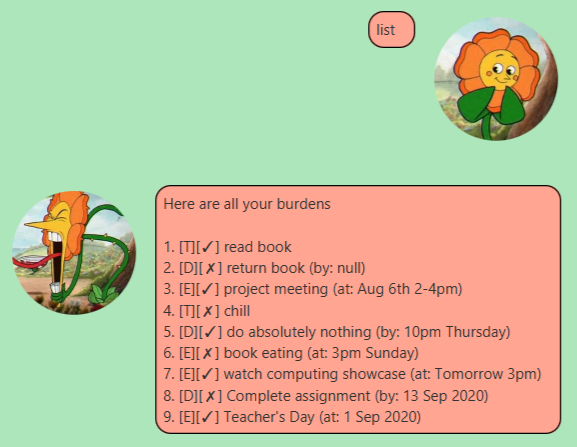 list
Here are all your burdens
1. [T][✓] read book
2. [D][✗] return book (by: null)
3. [E][✓] project meeting (at: Aug 6th 2-4pm)
4. [T][✗] chill
5. [D][✓] do absolutely nothing (by: 10pm Thursday)
6. [E][✗] book eating (at: 3pm Sunday)
7. [E][✓] watch computing showcase (at: Tomorrow 3pm)
8. [D][✗] Complete assignment (by: 13 Sep 2020)
9. [E][✓] Teacher's Day (at: 1 Sep 2020)